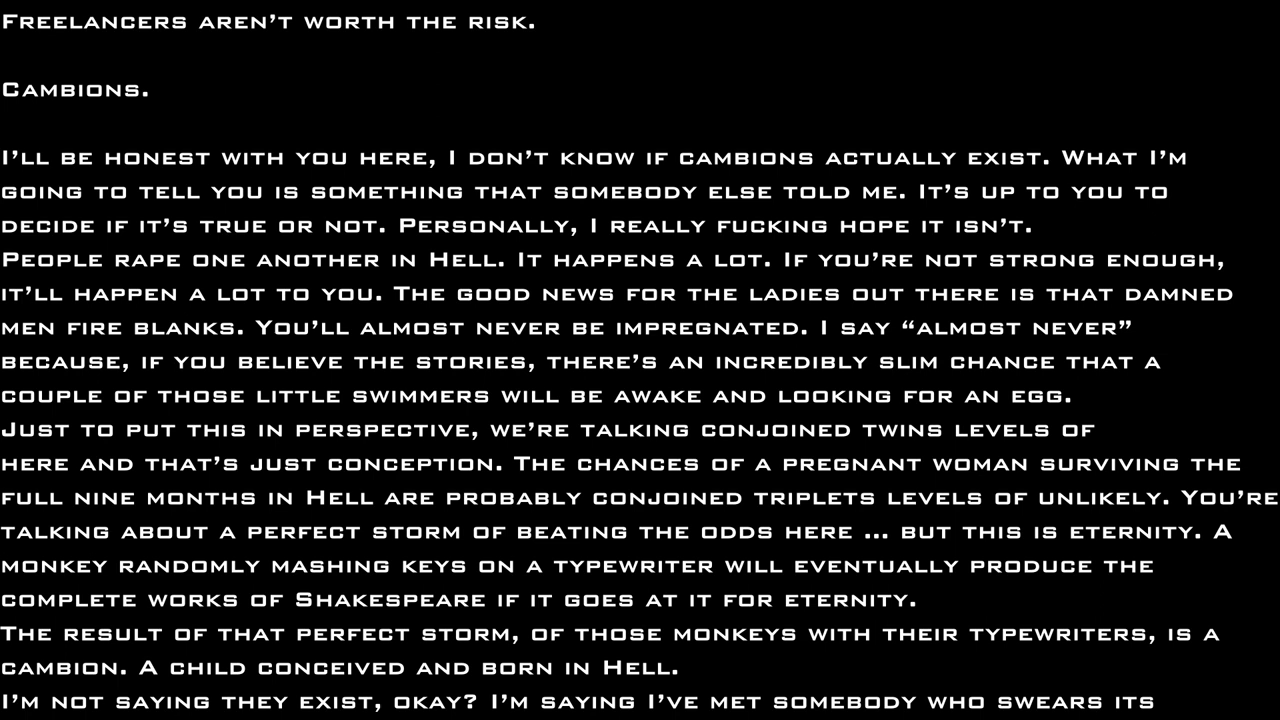 Freelancers aren't worth the risk.
Cambions.
I'll be honest with you here, I don't know if cambions actually exist. What I'm
going to tell you is something that somebody else told me. It's up to you to
decide if it's true or not. Personally, I really fucking hope it isn't.
People rape one another in Hell. It happens a lot. If you're not strong enough,
it'll happen a lot to you. The good news for the ladies out there is that damned
men fire blanks. You'll almost never be impregnated. I say “almost never”
because, if you believe the stories, there's an incredibly slim chance that a
couple of those little swimmers will be awake and looking for an egg.
Just to put this in perspective, we're talking conjoined twins levels of
here and that's just conception. The chances of a pregnant woman surviving the
full nine months in Hell are probably conjoined triplets levels of unlikely. You're
talking about a perfect storm of beating the odds here ... but this is eternity. A
monkey randomly mashing keys on a typewriter will eventually produce the
complete works of Shakespeare if it goes at it for eternity.
The result of that perfect storm, of those monkeys with their typewriters, is a
cambion. A child conceived and born in Hell.
I'm not saying they exist, okay? I'm saying I've met somebody who swears its